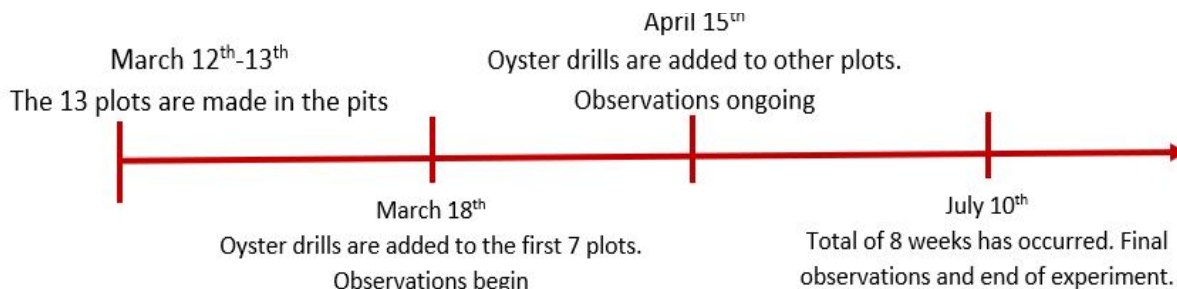 March 12th-13th
The 13 plots are made in the pits
March 18th
Oyster drills are added to the first 7 plots.
Observations begin
April 15th
Oyster drills are added to other plots.
Observations ongoing
July 10th
Total of 8 weeks has occurred. Final
observations and end of experiment.